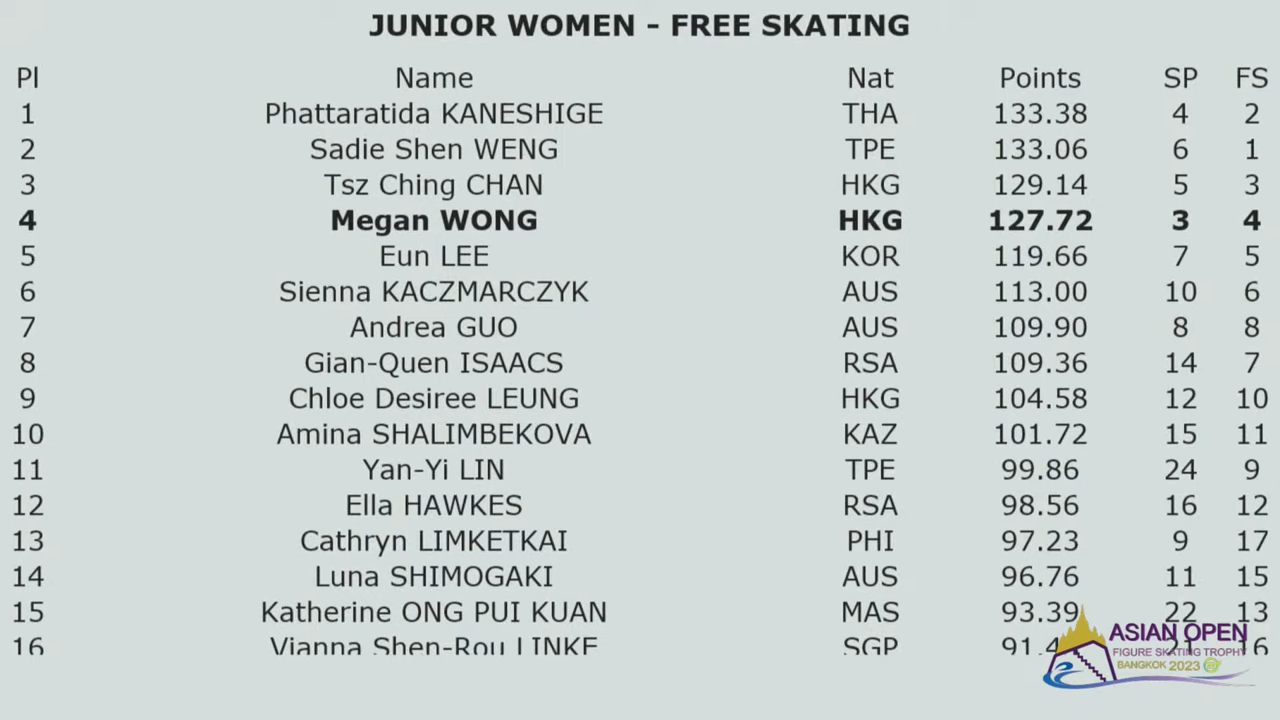 JUNIOR WOMEN - FREE SKATING
Pl Name Nat Points SP FS
1 Phattaratida KANESHIGE THA 133.38 4 2
2 Sadie Shen WENG TPE 133.06 6 1
3 Tsz Ching CHAN HKG 129.14 5 3
4 Megan WONG HKG 127.72 3 4
5 Eun LEE KOR 119.66 7 5
6 Sienna KACZMARCZYK AUS 113.00 10 6
7 Andrea GUO AUS 109.90 8 8
8 Gian-Quen ISAACS RSA 109.36 14 7
9 Chloe Desiree LEUNG HKG 104.58 12 10
10 Amina SHALIMBEKOVA KAZ 101.72 15 11
11 Yan-Yi LIN TPE 99.86 24 9
12 Ella HAWKES RSA 98.56 16 12
13 Cathryn LIMKETKAI PHI 97.23 9 17
14 Luna SHIMOGAKI AUS 96.76 11 15
15 Katherine ONG PUI KUAN MAS 93.39 22 13
16 Vianna Shen-Rou LINKE SGP 21 16
ASIAN OPEN
FIGURE SKATING TROPHY
BANGKOK 2023